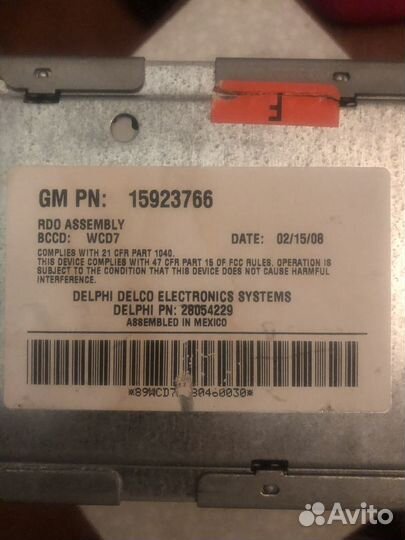 F
GM PN: 15923766
RDO ASSEMBLY
BCCD: WCD7 DATE: 02/15/08
COMPLIES WITH 21 CFR PART 1040.
THIS DEVICE COMPLIES WITH 47 CFR PART 15 OF FCC RULES. OPERATION IS
SUBJECT TO THE CONDITION THAT THIS DEVICE DOES NOT CAUSE HARMFUL
INTERFERENCE.
DELPHI DELCO ELECTRONICS SYSTEMS
DELPHI PN: 28054229
ASSEMBLED IN MEXICO
Avito